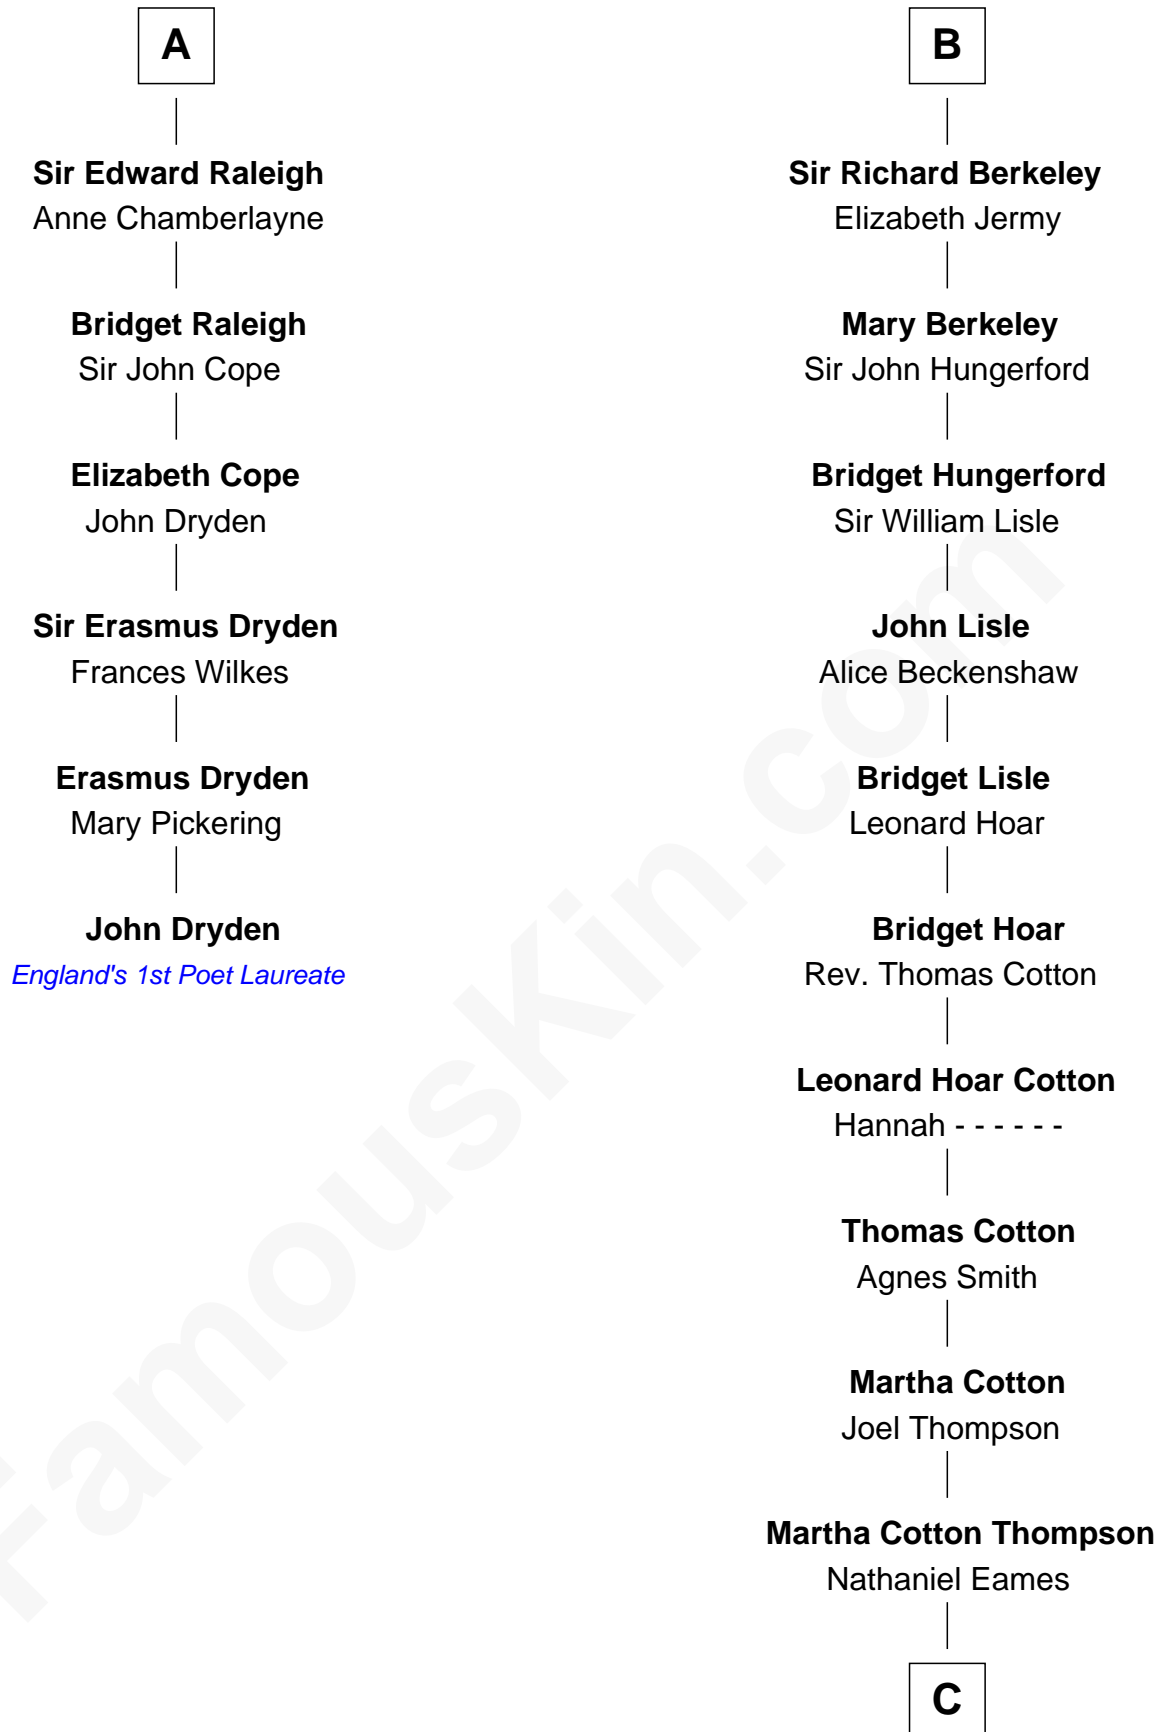 A
Sir Edward Raleigh
Anne Chamberlayne
Bridget Raleigh
Sir John Cope
Elizabeth Cope
John Dryden
Sir Erasmus Dryden
Frances Wilkes
Erasmus Dryden
Mary Pickering
John Dryden
England's 1st Poet Laureate
B
Sir Richard Berkeley
Elizabeth Jermy
Mary Berkeley
Sir John Hungerford
Bridget Hungerford
Sir William Lisle
John Lisle
Alice Beckenshaw
Bridget Lisle
Leonard Hoar
Bridget Hoar
Rev. Thomas Cotton
Leonard Hoar Cotton
Hannah - - - - - -
Thomas Cotton
Agnes Smith
Martha Cotton
Joel Thompson
Martha Cotton Thompson
Nathaniel Eames
C
FamousKin.com